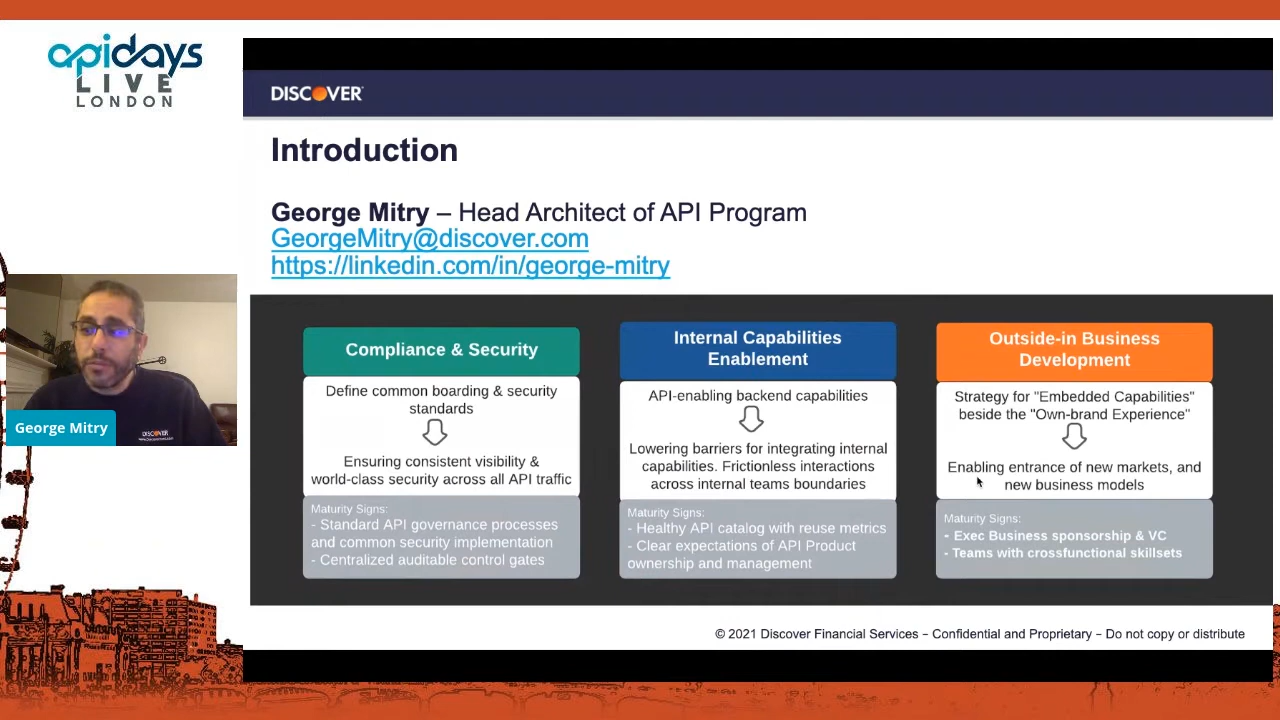 apidays
LIVE
LONDON
DISCOVER
Introduction
George Mitry – Head Architect of API Program
GeorgeMitry@discover.com
https://linkedin.com/in/george-mitry
Compliance & Security
Define common boarding & security
standards
Ensuring consistent visibility &
world-class security across all API traffic
Maturity Signs:
- Standard API governance processes
and common security implementation
- Centralized auditable control gates
Internal Capabilities
Enablement
API-enabling backend capabilities
Lowering barriers for integrating internal
capabilities. Frictionless interactions
across internal teams boundaries
Maturity Signs:
- Healthy API catalog with reuse metrics
- Clear expectations of API Product
ownership and management
Outside-in Business
Development
Strategy for "Embedded Capabilities"
beside the "Own-brand Experience"
Enabling entrance of new markets, and
new business models
Maturity Signs:
- Exec Business sponsorship & VC
- Teams with crossfunctional skillsets
George Mitry
DISCOVER
© 2021 Discover Financial Services – Confidential and Proprietary – Do not copy or distribute